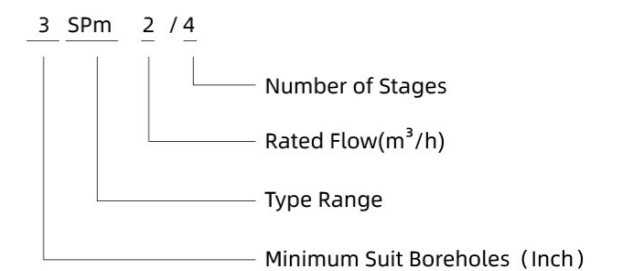 3 SPm 2 / 4
Number of Stages
Rated Flow(m³/h)
Type Range
Minimum Suit Boreholes（Inch）